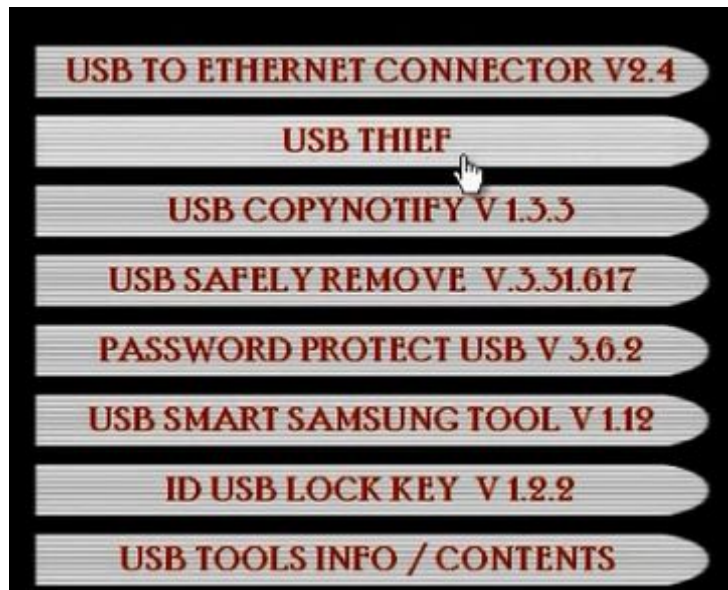 USB TO ETHERNET CONNECTOR V2.4
USB THIEF
USB COPYNOTIFY V 1.3.3
USB SAFELY REMOVE V.3.31.617
PASSWORD PROTECT USB V 3.6.2
USB SMART SAMSUNG TOOL V 1.12
ID USB LOCK KEY V 1.2.2
USB TOOLS INFO / CONTENTS